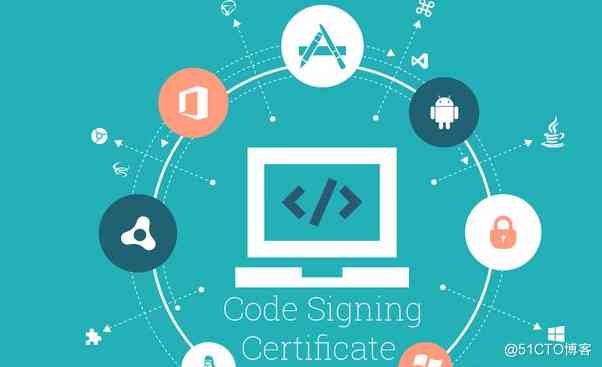 </>
Code Signing
Certificate
@51CTO博客